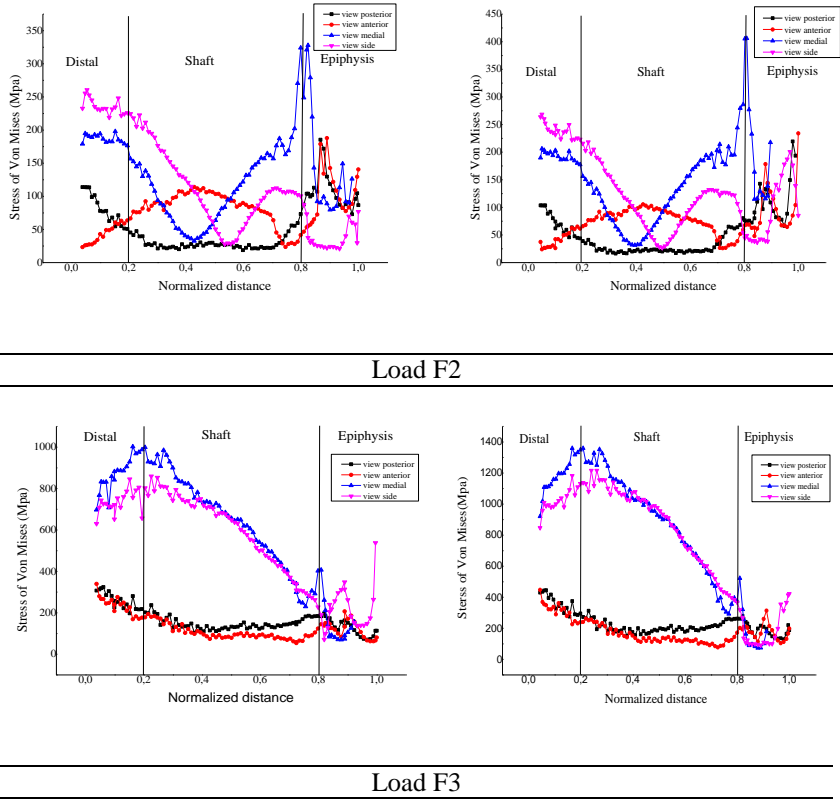 view posterior
view anterior
view medial
view side
Distal
Shaft
Epiphysis
350
300
250
200
150
100
50
0
Stress of Von Mises (Mpa)
0,0
0,2
0,4
0,6
0,8
1,0
Normalized distance
view posterior
view anterior
view medial
view side
Distal
Shaft
Epiphysis
450
400
350
300
250
200
150
100
50
0
Stress of Von Mises (Mpa)
0,0
0,2
0,4
0,6
0,8
1,0
Normalized distance
Load F2
Distal
Shaft
Epiphysis
view posterior
view anterior
view medial
view side
1000
800
600
400
200
0
Stress of Von Mises (Mpa)
0,0
0,2
0,4
0,6
0,8
1,0
Normalized distance
Distal
Shaft
Epiphysis
view posterior
view anterior
view medial
view side
1400
1200
1000
800
600
400
200
0
Sterss of Von Mises(Mpa)
0,0
0,2
0,4
0,6
0,8
1,0
Normalized distance
Load F3